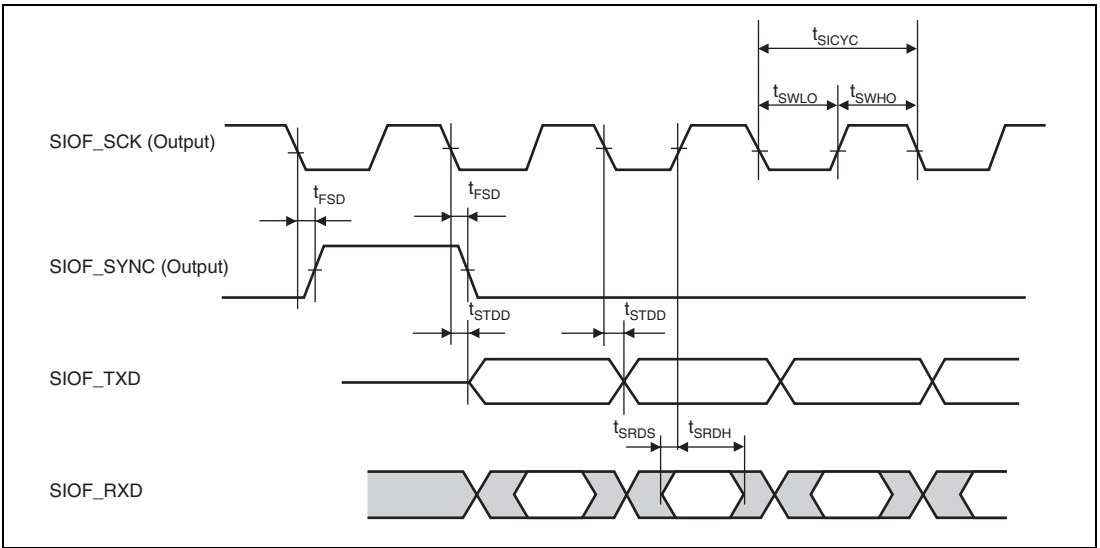 tSICYC
tSWLO tSWHO
SIOF_SCK (Output)
tFSD tFSD
SIOF_SYNC (Output)
tSTDD tSTDD
SIOF_TXD
tSRDS tSRDH
SIOF_RXD